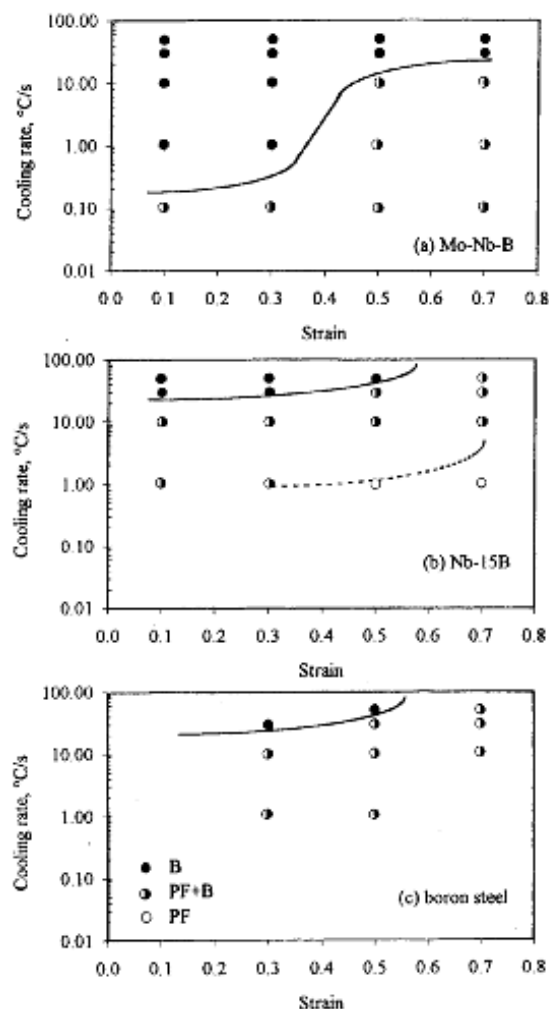 100.00
10.00
1.00
0.10
0.01
Cooling rate, °C/s
(a) Mo-Nb-B
0.0 0.1 0.2 0.3 0.4 0.5 0.6 0.7 0.8
Strain
100.00
10.00
1.00
0.10
0.01
Cooling rate, °C/s
(b) Nb-15B
0.0 0.1 0.2 0.3 0.4 0.5 0.6 0.7 0.8
Strain
100.00
10.00
1.00
0.10
0.01
Cooling rate, °C/s
B
PF+B
PF
(c) boron steel
0.0 0.1 0.2 0.3 0.4 0.5 0.6 0.7 0.8
Strain